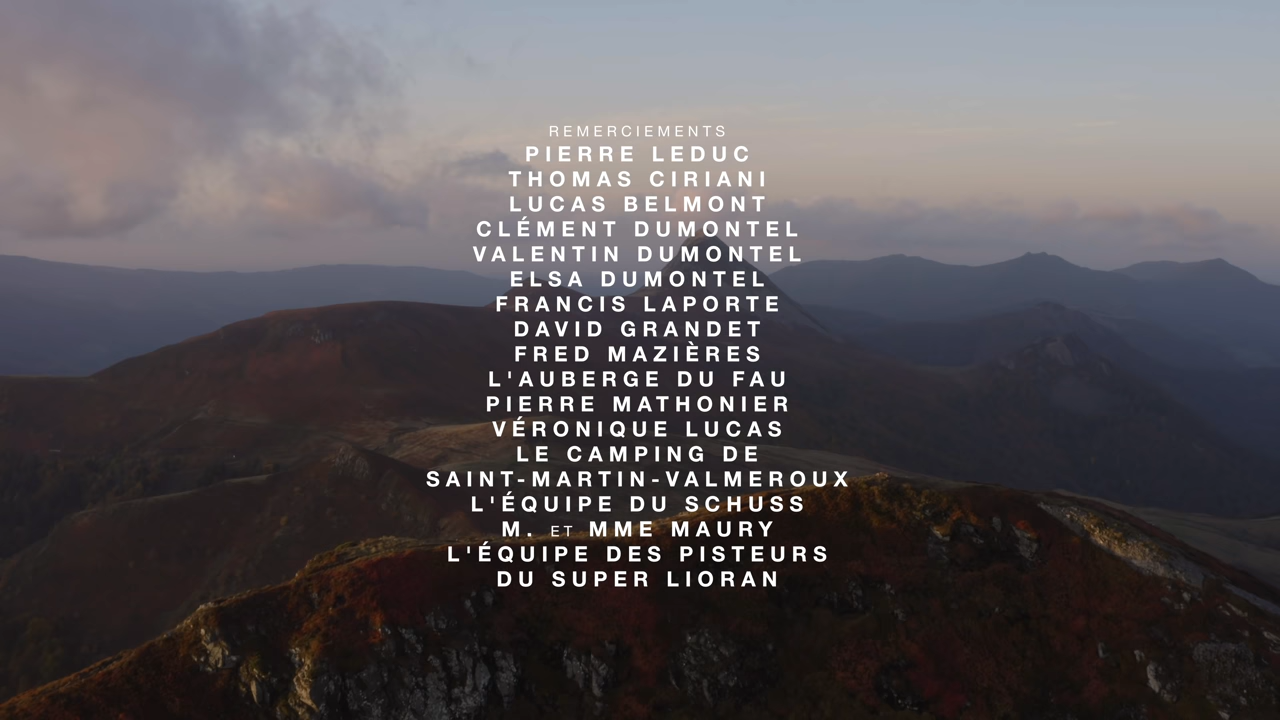 REMERCIEMENTS
PIERRE LEDUC
THOMAS CIRIANI
LUCAS BELMONT
CLÉMENT DUMONTEL
VALENTIN DUMONTEL
ELSA DUMONTEL
FRANCIS LAPORTE
DAVID GRANDET
FRED MAZIÈRES
L'AUBERGE DU FAU
PIERRE MATHONIER
VÉRONIQUE LUCAS
LE CAMPING DE
SAINT-MARTIN-VALMEROUX
L'ÉQUIPE DU SCHUSS
M. ET MME MAURY
L'ÉQUIPE DES PISTEURS
DU SUPER LIORAN